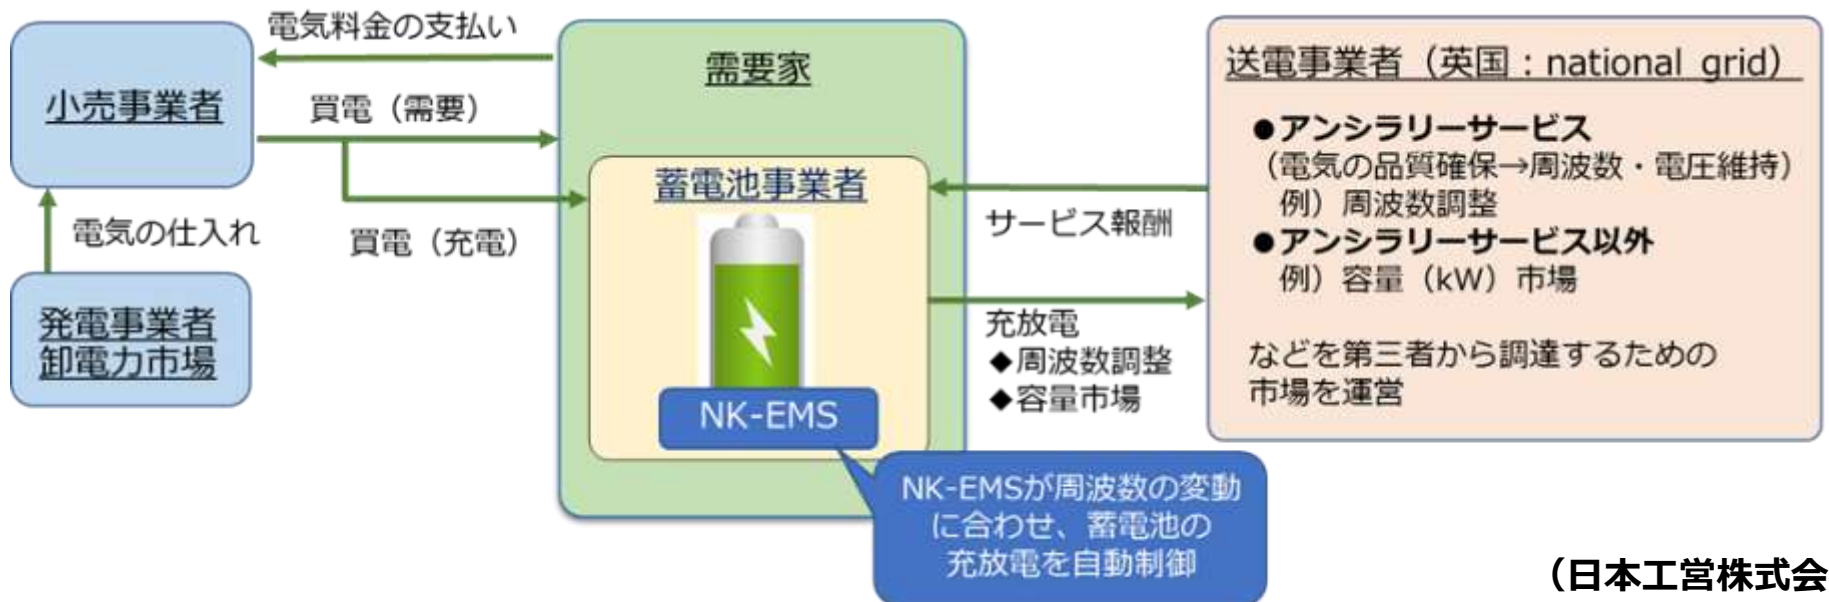 電気料金の支払い
小売事業者
買電（需要）
買電（充電）
電気の仕入れ
発電事業者
卸電力市場
需要家
蓄電池事業者
NK-EMS
NK-EMSが周波数の変動
に合わせ、蓄電池の
充放電を自動制御
サービス報酬
充放電
◆周波数調整
◆容量市場
送電事業者（英国：national grid）
●アンシラリーサービス
（電気の品質確保→周波数・電圧維持）
例）周波数調整
●アンシラリーサービス以外
例）容量（kW）市場
などを第三者から調達するための
市場を運営
（日本工営株式会